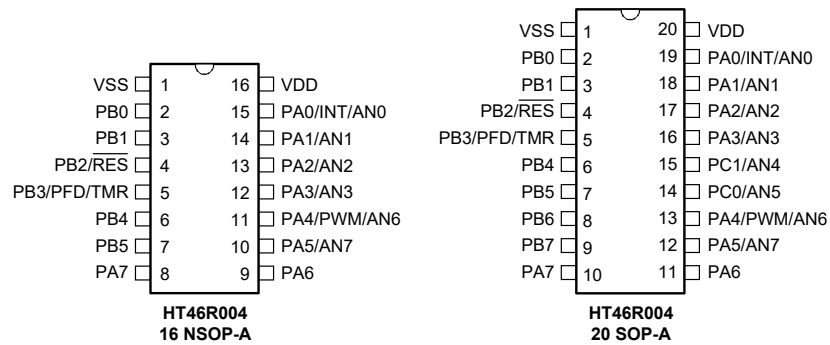 VSS 1 16 VDD
PB0 2 15 PA0/INT/AN0
PB1 3 14 PA1/AN1
PB2/RES 4 13 PA2/AN2
PB3/PFD/TMR 5 12 PA3/AN3
PB4 6 11 PA4/PWM/AN6
PB5 7 10 PA5/AN7
PA7 8 9 PA6
HT46R004
16 NSOP-A
VSS 1 20 VDD
PB0 2 19 PA0/INT/AN0
PB1 3 18 PA1/AN1
PB2/RES 4 17 PA2/AN2
PB3/PFD/TMR 5 16 PA3/AN3
PB4 6 15 PC1/AN4
PB5 7 14 PC0/AN5
PB6 8 13 PA4/PWM/AN6
PB7 9 12 PA5/AN7
PA7 10 11 PA6
HT46R004
20 SOP-A